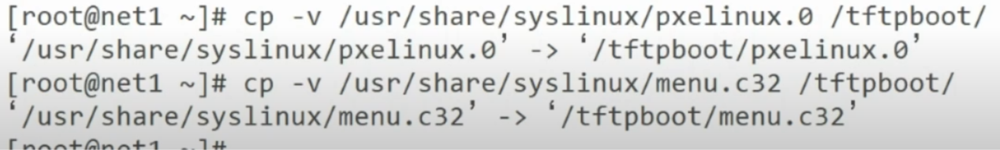 [root@net1 ~]# cp -v /usr/share/syslinux/pxelinux.0 /tftpboot/
‘/usr/share/syslinux/pxelinux.0’ -> ‘/tftpboot/pxelinux.0’
[root@net1 ~]# cp -v /usr/share/syslinux/menu.c32 /tftpboot/
‘/usr/share/syslinux/menu.c32’ -> ‘/tftpboot/menu.c32’
[root@net1 ~]#